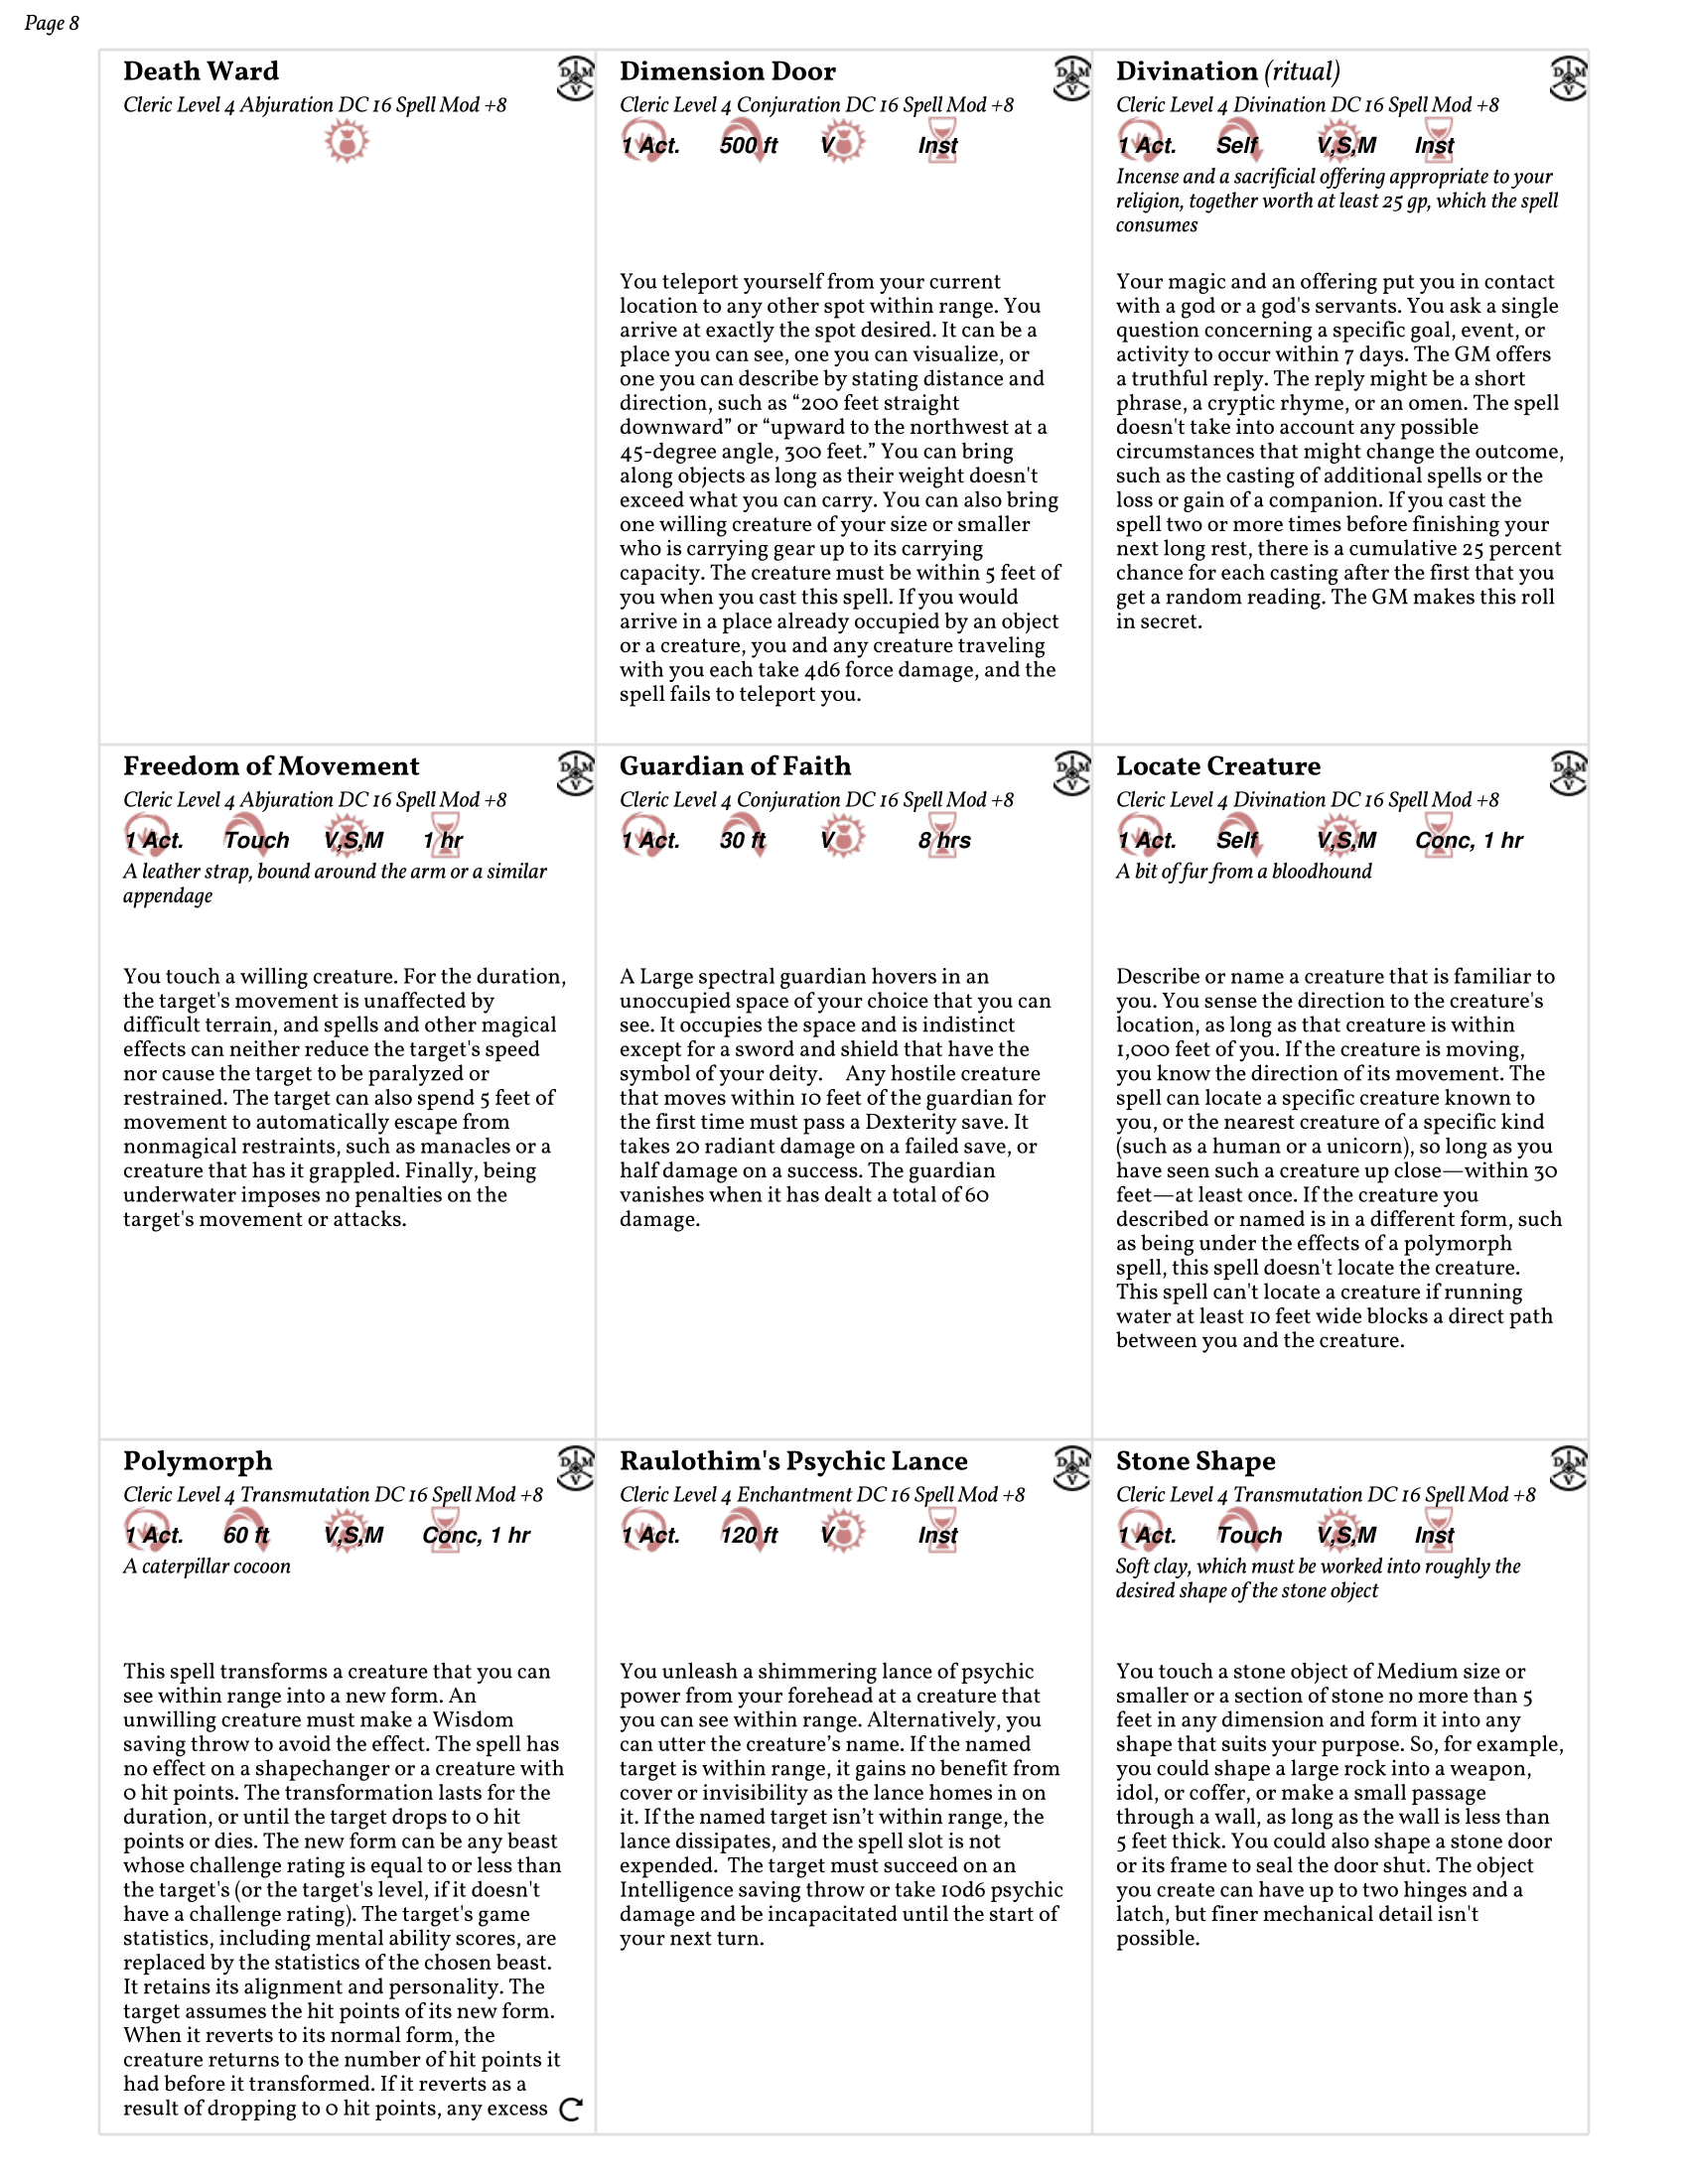 Page 8
Death Ward
Cleric Level 4 Abjuration DC 16 Spell Mod +8
D M V
Dimension Door
Cleric Level 4 Conjuration DC 16 Spell Mod +8
D M V
1 Act. 500 ft V Inst
You teleport yourself from your current
location to any other spot within range. You
arrive at exactly the spot desired. It can be a
place you can see, one you can visualize, or
one you can describe by stating distance and
direction, such as “200 feet straight
downward” or “upward to the northwest at a
45-degree angle, 300 feet.” You can bring
along objects as long as their weight doesn't
exceed what you can carry. You can also bring
one willing creature of your size or smaller
who is carrying gear up to its carrying
capacity. The creature must be within 5 feet of
you when you cast this spell. If you would
arrive in a place already occupied by an object
or a creature, you and any creature traveling
with you each take 4d6 force damage, and the
spell fails to teleport you.
Divination (ritual)
Cleric Level 4 Divination DC 16 Spell Mod +8
D M V
1 Act. Self V,S,M Inst
Incense and a sacrificial offering appropriate to your
religion, together worth at least 25 gp, which the spell
consumes
Your magic and an offering put you in contact
with a god or a god's servants. You ask a single
question concerning a specific goal, event, or
activity to occur within 7 days. The GM offers
a truthful reply. The reply might be a short
phrase, a cryptic rhyme, or an omen. The spell
doesn't take into account any possible
circumstances that might change the outcome,
such as the casting of additional spells or the
loss or gain of a companion. If you cast the
spell two or more times before finishing your
next long rest, there is a cumulative 25 percent
chance for each casting after the first that you
get a random reading. The GM makes this roll
in secret.
Freedom of Movement
Cleric Level 4 Abjuration DC 16 Spell Mod +8
D M V
1 Act. Touch V,S,M 1 hr
A leather strap, bound around the arm or a similar
appendage
You touch a willing creature. For the duration,
the target's movement is unaffected by
difficult terrain, and spells and other magical
effects can neither reduce the target's speed
nor cause the target to be paralyzed or
restrained. The target can also spend 5 feet of
movement to automatically escape from
nonmagical restraints, such as manacles or a
creature that has it grappled. Finally, being
underwater imposes no penalties on the
target's movement or attacks.
Guardian of Faith
Cleric Level 4 Conjuration DC 16 Spell Mod +8
D M V
1 Act. 30 ft V 8 hrs
A Large spectral guardian hovers in an
unoccupied space of your choice that you can
see. It occupies the space and is indistinct
except for a sword and shield that have the
symbol of your deity. Any hostile creature
that moves within 10 feet of the guardian for
the first time must pass a Dexterity save. It
takes 20 radiant damage on a failed save, or
half damage on a success. The guardian
vanishes when it has dealt a total of 60
damage.
Locate Creature
Cleric Level 4 Divination DC 16 Spell Mod +8
D M V
1 Act. Self V,S,M Conc, 1 hr
A bit of fur from a bloodhound
Describe or name a creature that is familiar to
you. You sense the direction to the creature's
location, as long as that creature is within
1,000 feet of you. If the creature is moving,
you know the direction of its movement. The
spell can locate a specific creature known to
you, or the nearest creature of a specific kind
(such as a human or a unicorn), so long as you
have seen such a creature up close—within 30
feet—at least once. If the creature you
described or named is in a different form, such
as being under the effects of a polymorph
spell, this spell doesn't locate the creature.
This spell can't locate a creature if running
water at least 10 feet wide blocks a direct path
between you and the creature.
Polymorph
Cleric Level 4 Transmutation DC 16 Spell Mod +8
D M V
1 Act. 60 ft V,S,M Conc, 1 hr
A caterpillar cocoon
This spell transforms a creature that you can
see within range into a new form. An
unwilling creature must make a Wisdom
saving throw to avoid the effect. The spell has
no effect on a shapechanger or a creature with
0 hit points. The transformation lasts for the
duration, or until the target drops to 0 hit
points or dies. The new form can be any beast
whose challenge rating is equal to or less than
the target's (or the target's level, if it doesn't
have a challenge rating). The target's game
statistics, including mental ability scores, are
replaced by the statistics of the chosen beast.
It retains its alignment and personality. The
target assumes the hit points of its new form.
When it reverts to its normal form, the
creature returns to the number of hit points it
had before it transformed. If it reverts as a
result of dropping to 0 hit points, any excess
Raulothim's Psychic Lance
Cleric Level 4 Enchantment DC 16 Spell Mod +8
D M V
1 Act. 120 ft V Inst
You unleash a shimmering lance of psychic
power from your forehead at a creature that
you can see within range. Alternatively, you
can utter the creature’s name. If the named
target is within range, it gains no benefit from
cover or invisibility as the lance homes in on
it. If the named target isn’t within range, the
lance dissipates, and the spell slot is not
expended. The target must succeed on an
Intelligence saving throw or take 10d6 psychic
damage and be incapacitated until the start of
your next turn.
Stone Shape
Cleric Level 4 Transmutation DC 16 Spell Mod +8
D M V
1 Act. Touch V,S,M Inst
Soft clay, which must be worked into roughly the
desired shape of the stone object
You touch a stone object of Medium size or
smaller or a section of stone no more than 5
feet in any dimension and form it into any
shape that suits your purpose. So, for example,
you could shape a large rock into a weapon,
idol, or coffer, or make a small passage
through a wall, as long as the wall is less than
5 feet thick. You could also shape a stone door
or its frame to seal the door shut. The object
you create can have up to two hinges and a
latch, but finer mechanical detail isn't
possible.